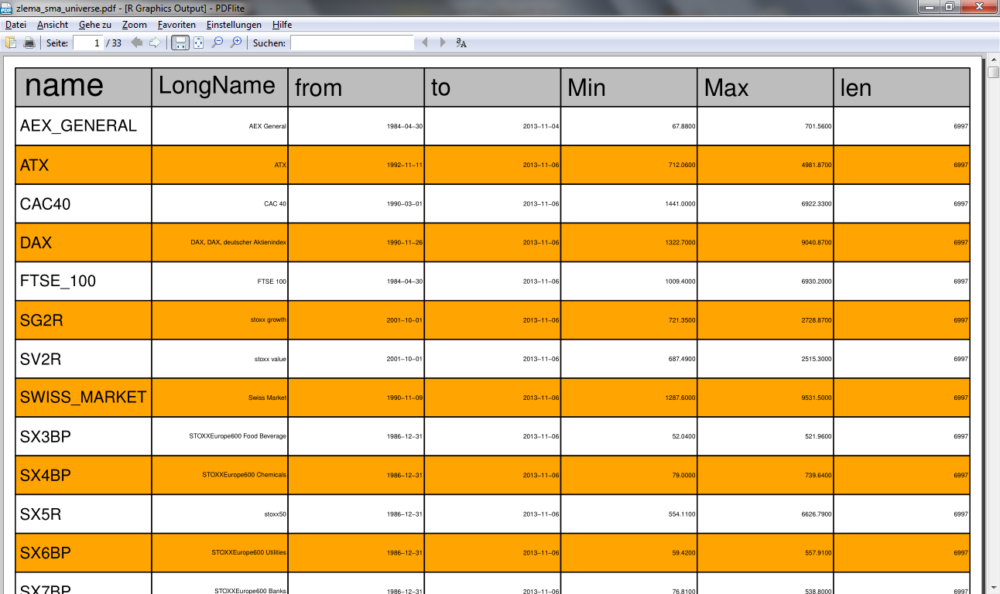 zlema_sma_universe.pdf - [R Graphics Output] - PDFlite
Datei Ansicht Gehe zu Zoom Favoriten Einstellungen Hilfe
Seite: 1 / 33 Suchen:
name LongName from to Min Max len
AEX_GENERAL AEX General 1984-04-30 2013-11-04 67.8800 701.5600 6997
ATX ATX 1992-11-11 2013-11-06 712.0600 4981.8700 6997
CAC40 CAC 40 1990-03-01 2013-11-06 1441.0000 6922.3300 6997
DAX DAX, DAX, deutscher Aktienindex 1990-11-26 2013-11-06 1322.7000 9040.8700 6997
FTSE_100 FTSE 100 1984-04-30 2013-11-06 1009.4000 6930.2000 6997
SG2R stoxx growth 2001-10-01 2013-11-06 721.3500 2728.8700 6997
SV2R stoxx value 2001-10-01 2013-11-06 687.4900 2515.3000 6997
SWISS_MARKET Swiss Market 1990-11-09 2013-11-06 1287.6000 9531.5000 6997
SX3BP STOXXEurope600 Food Beverage 1986-12-31 2013-11-06 52.0400 521.9600 6997
SX4BP STOXXEurope600 Chemicals 1986-12-31 2013-11-06 79.0000 739.6400 6997
SX5R stoxx50 1986-12-31 2013-11-06 554.1100 6626.7900 6997
SX6BP STOXXEurope600 Utilities 1986-12-31 2013-11-06 59.4200 557.9100 6997
SX7BP STOXXEurope600 Banks 1986-12-31 2013-11-06 76.8100 538.8000 6997